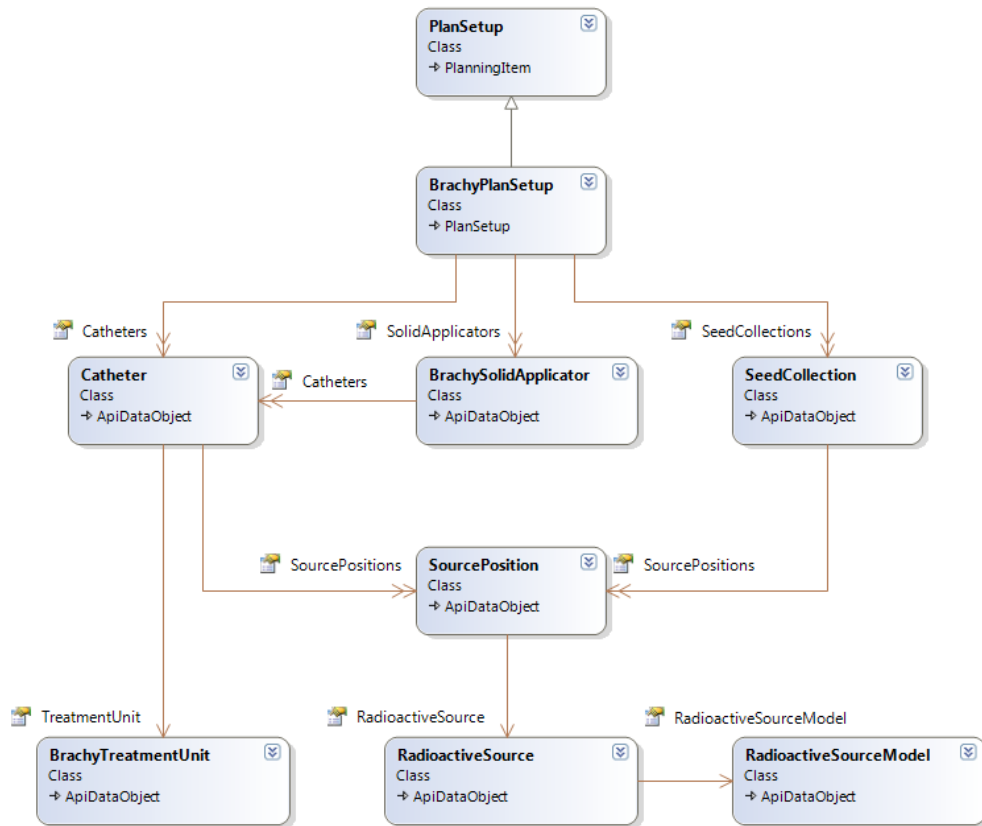 PlanSetup
Class
PlanningItem
BrachyPlanSetup
Class
PlanSetup
Catheters
SolidApplicators
SeedCollections
Catheter
Class
ApiDataObject
Catheters
BrachySolidApplicator
Class
ApiDataObject
SeedCollection
Class
ApiDataObject
SourcePositions
SourcePosition
Class
ApiDataObject
SourcePositions
TreatmentUnit
RadioactiveSource
RadioactiveSourceModel
BrachyTreatmentUnit
Class
ApiDataObject
RadioactiveSource
Class
ApiDataObject
RadioactiveSourceModel
Class
ApiDataObject